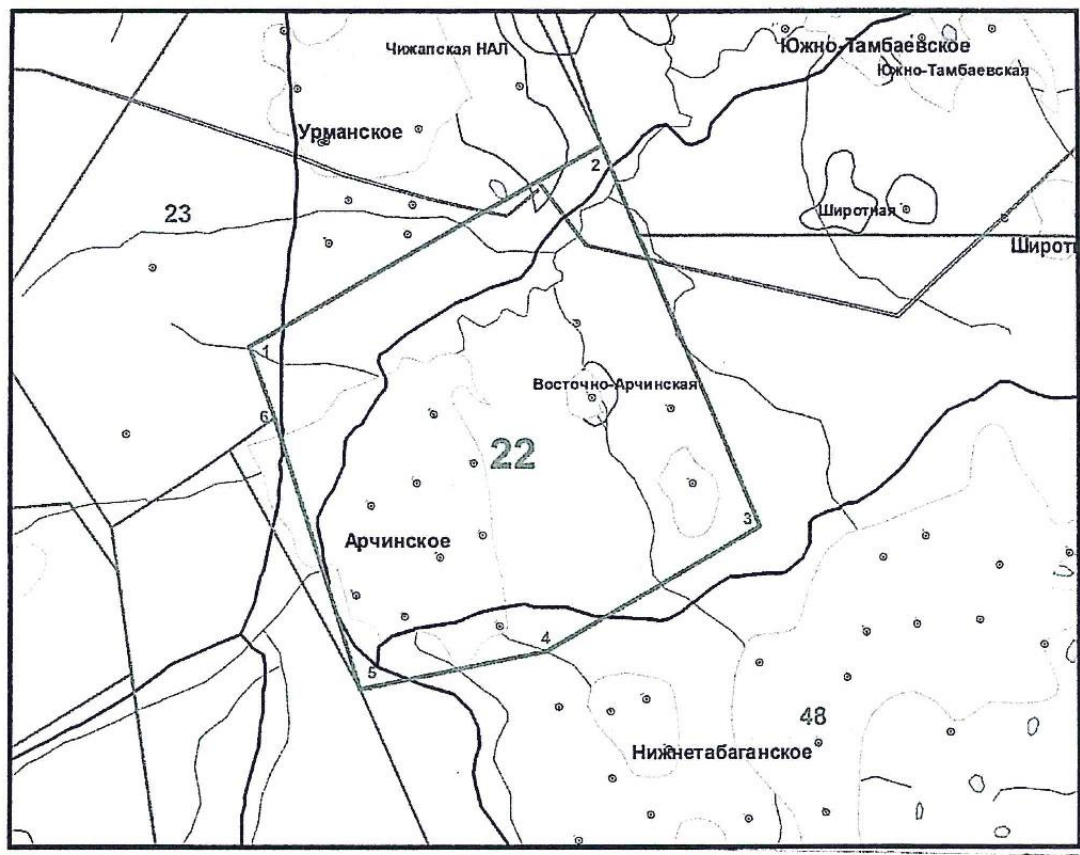 Чижапская НАЛ
Южно-Тамбаевское
Южно-Тамбаевская
Урманское
2
23
Широтная
Широтн
1
Восточно-Арчинская
6
22
3
Арчинское
4
5
48
Нижнетабаганское